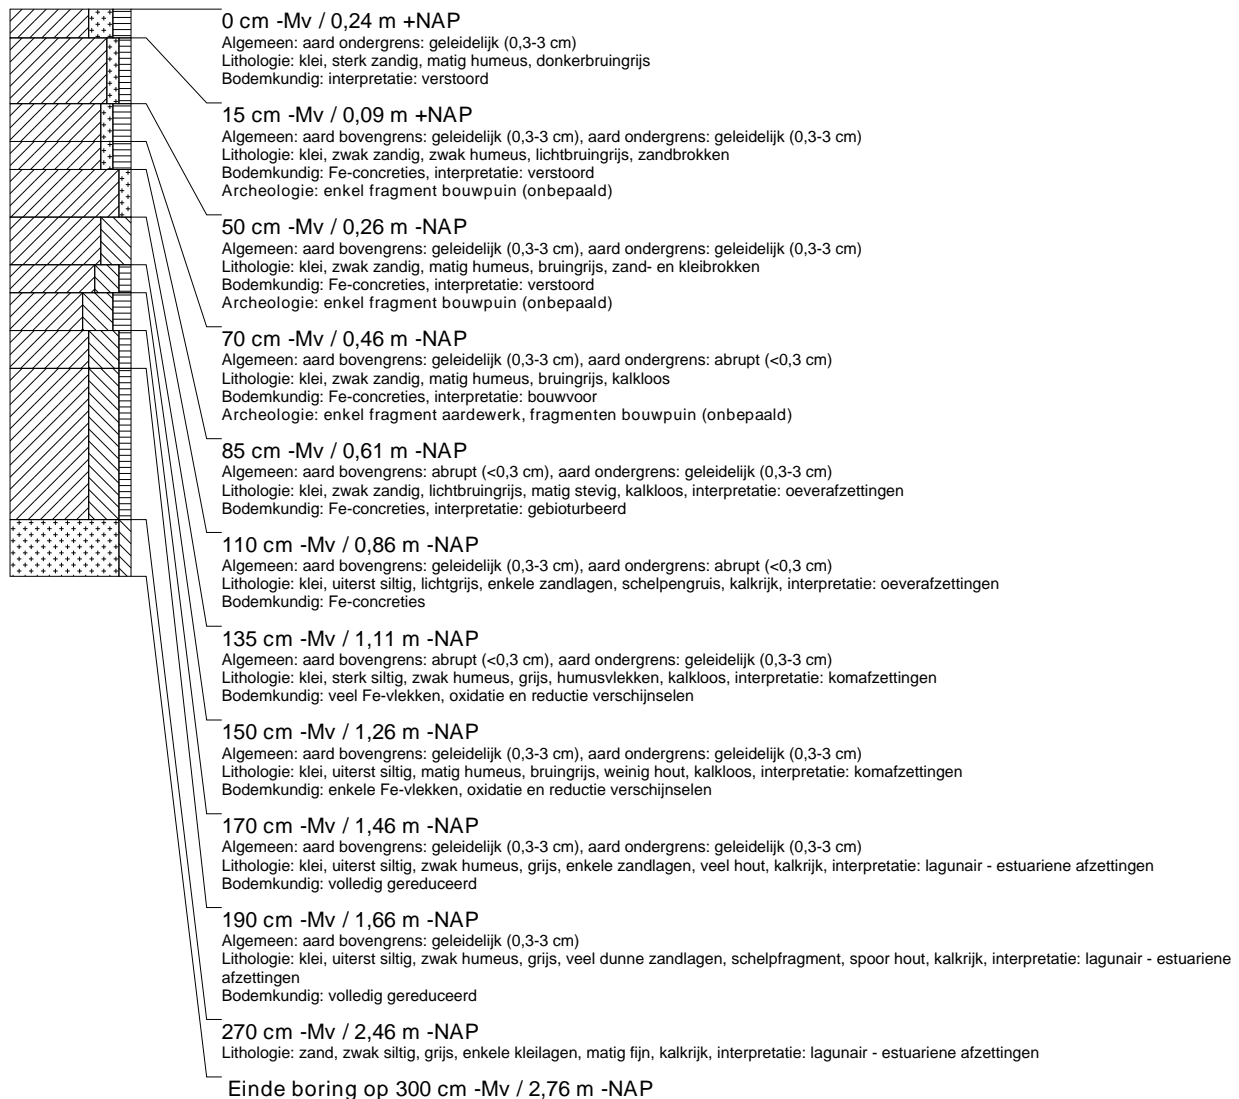 0 cm -Mv / 0,24 m +NAP
Algemeen: aard ondergrens: geleidelijk (0,3-3 cm)
Lithologie: klei, sterk zandig, matig humeus, donkerbruingrijs
Bodemkundig: interpretatie: verstoord
15 cm -Mv / 0,09 m +NAP
Algemeen: aard bovengrens: geleidelijk (0,3-3 cm), aard ondergrens: geleidelijk (0,3-3 cm)
Lithologie: klei, zwak zandig, zwak humeus, lichtbruingrijs, zandbrokken
Bodemkundig: Fe-concreties, interpretatie: verstoord
Archeologie: enkel fragment bouwpuin (onbepaald)
50 cm -Mv / 0,26 m -NAP
Algemeen: aard bovengrens: geleidelijk (0,3-3 cm), aard ondergrens: geleidelijk (0,3-3 cm)
Lithologie: klei, zwak zandig, matig humeus, bruingrijs, zand- en kleibrokken
Bodemkundig: Fe-concreties, interpretatie: verstoord
Archeologie: enkel fragment bouwpuin (onbepaald)
70 cm -Mv / 0,46 m -NAP
Algemeen: aard bovengrens: geleidelijk (0,3-3 cm), aard ondergrens: abrupt (<0,3 cm)
Lithologie: klei, zwak zandig, matig humeus, bruingrijs, kalkloos
Bodemkundig: Fe-concreties, interpretatie: bouwvoor
Archeologie: enkel fragment aardewerk, fragmenten bouwpuin (onbepaald)
85 cm -Mv / 0,61 m -NAP
Algemeen: aard bovengrens: abrupt (<0,3 cm), aard ondergrens: geleidelijk (0,3-3 cm)
Lithologie: klei, zwak zandig, lichtbruingrijs, matig stevig, kalkloos, interpretatie: oeverafzettingen
Bodemkundig: Fe-concreties, interpretatie: gebioturbeerd
110 cm -Mv / 0,86 m -NAP
Algemeen: aard bovengrens: geleidelijk (0,3-3 cm), aard ondergrens: abrupt (<0,3 cm)
Lithologie: klei, uiterst siltig, lichtgrijs, enkele zandlagen, schelpengruis, kalkrijk, interpretatie: oeverafzettingen
Bodemkundig: Fe-concreties
135 cm -Mv / 1,11 m -NAP
Algemeen: aard bovengrens: abrupt (<0,3 cm), aard ondergrens: geleidelijk (0,3-3 cm)
Lithologie: klei, sterk siltig, zwak humeus, grijs, humusvlekken, kalkloos, interpretatie: komafzettingen
Bodemkundig: veel Fe-vlekken, oxidatie en reductie verschijnselen
150 cm -Mv / 1,26 m -NAP
Algemeen: aard bovengrens: geleidelijk (0,3-3 cm), aard ondergrens: geleidelijk (0,3-3 cm)
Lithologie: klei, uiterst siltig, matig humeus, bruingrijs, weinig hout, kalkloos, interpretatie: komafzettingen
Bodemkundig: enkele Fe-vlekken, oxidatie en reductie verschijnselen
170 cm -Mv / 1,46 m -NAP
Algemeen: aard bovengrens: geleidelijk (0,3-3 cm), aard ondergrens: geleidelijk (0,3-3 cm)
Lithologie: klei, uiterst siltig, zwak humeus, grijs, enkele zandlagen, veel hout, kalkrijk, interpretatie: lagunair - estuariene afzettingen
Bodemkundig: volledig gereduceerd
190 cm -Mv / 1,66 m -NAP
Algemeen: aard bovengrens: geleidelijk (0,3-3 cm)
Lithologie: klei, uiterst siltig, zwak humeus, grijs, veel dunne zandlagen, schelpfragment, spoor hout, kalkrijk, interpretatie: lagunair - estuariene
afzettingen
Bodemkundig: volledig gereduceerd
270 cm -Mv / 2,46 m -NAP
Lithologie: zand, zwak siltig, grijs, enkele kleilagen, matig fijn, kalkrijk, interpretatie: lagunair - estuariene afzettingen
Einde boring op 300 cm -Mv / 2,76 m -NAP